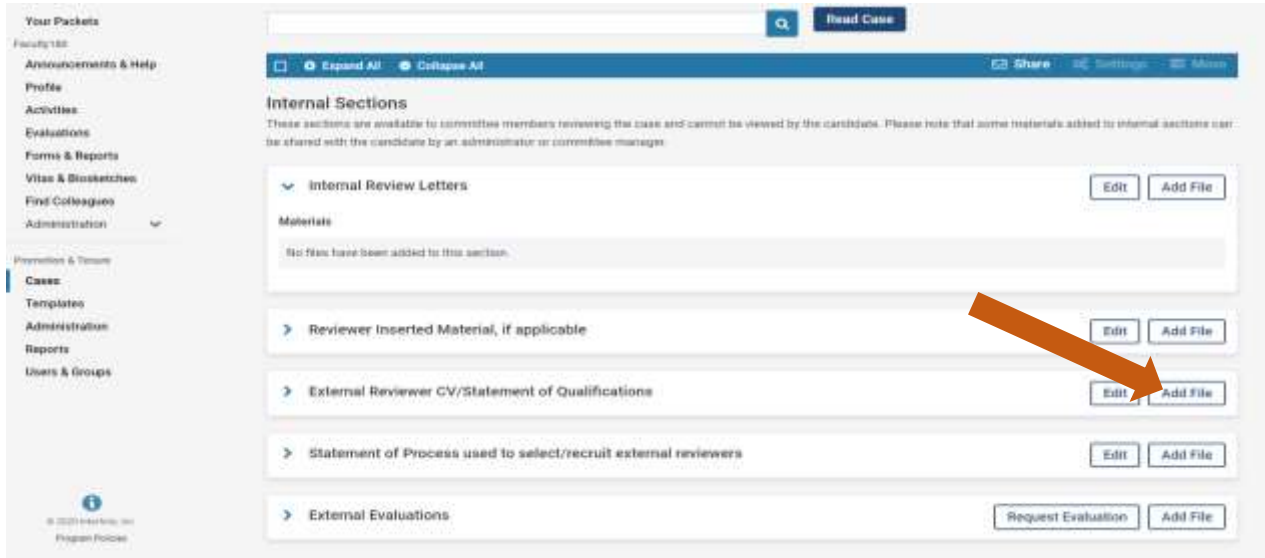 Your Packets
Read Case
Faculty180
Announcements & Help
Profile
Activities
Evaluations
Forms & Reports
Vitas & Biosketches
Find Colleagues
Administration
Promotion & Tenure
Cases
Templates
Administration
Reports
Users & Groups
© 2020 Interfolio, Inc.
Program Policies
Expand All Collapse All Share Settings Move
Internal Sections
These sections are available to committee members reviewing the case and cannot be viewed by the candidate. Please note that some materials added to internal sections can
be shared with the candidate by an administrator or committee manager.
Internal Review Letters Edit Add File
Materials
No files have been added to this section.
Reviewer Inserted Material, if applicable Edit Add File
External Reviewer CV/Statement of Qualifications Edit Add File
Statement of Process used to select/recruit external reviewers Edit Add File
External Evaluations Request Evaluation Add File